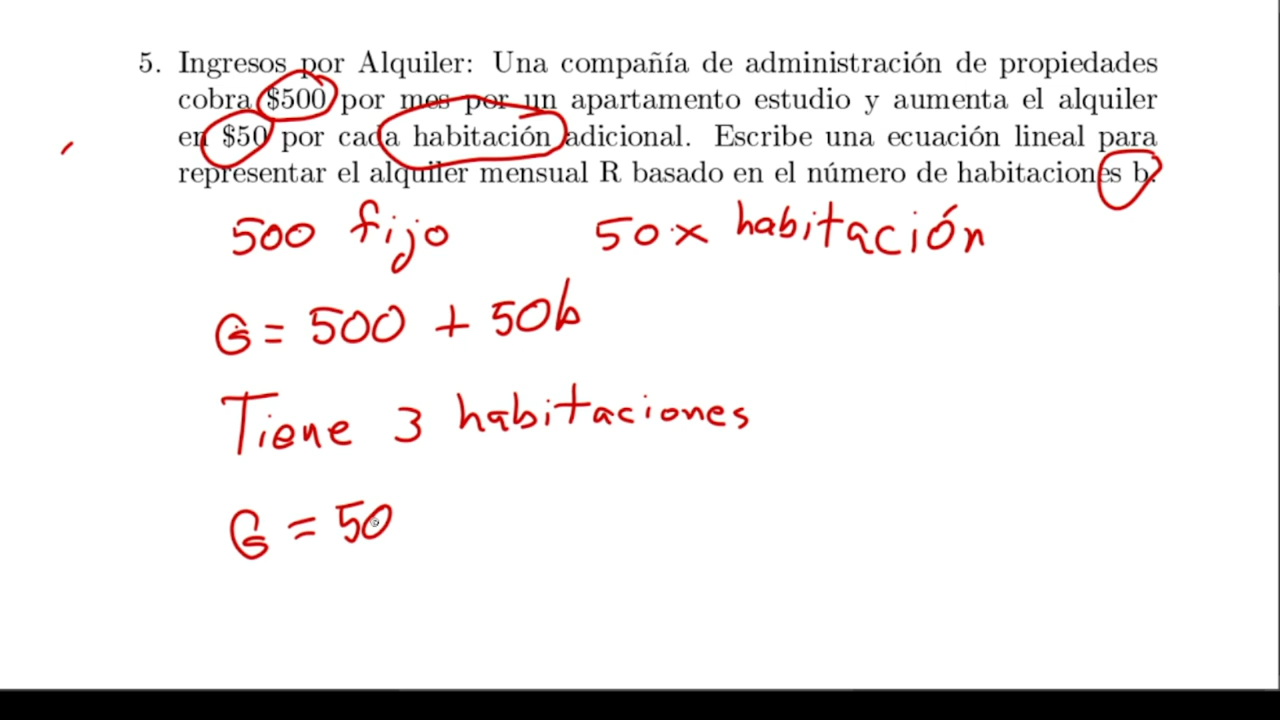 5. Ingresos por Alquiler: Una compañía de administración de propiedades
cobra $500 por mes por un apartamento estudio y aumenta el alquiler
en $50 por cada habitación adicional. Escribe una ecuación lineal para
representar el alquiler mensual R basado en el número de habitaciones b.
500 fijo 50 x habitación
G = 500 + 50b
Tiene 3 habitaciones
G = 50